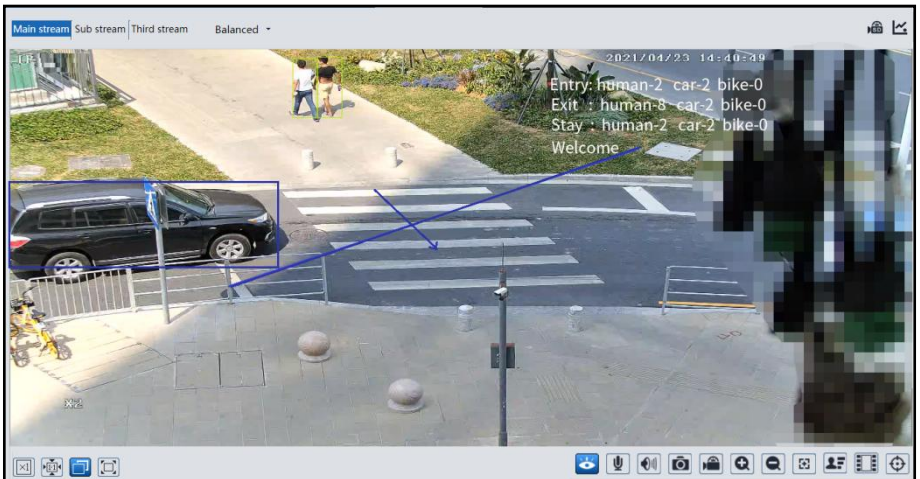 Main stream Sub stream Third stream Balanced
2021/04/23 14:40:49
Entry: human-2 car-2 bike-0
Exit : human-8 car-2 bike-0
Stay : human-2 car-2 bike-0
Welcome